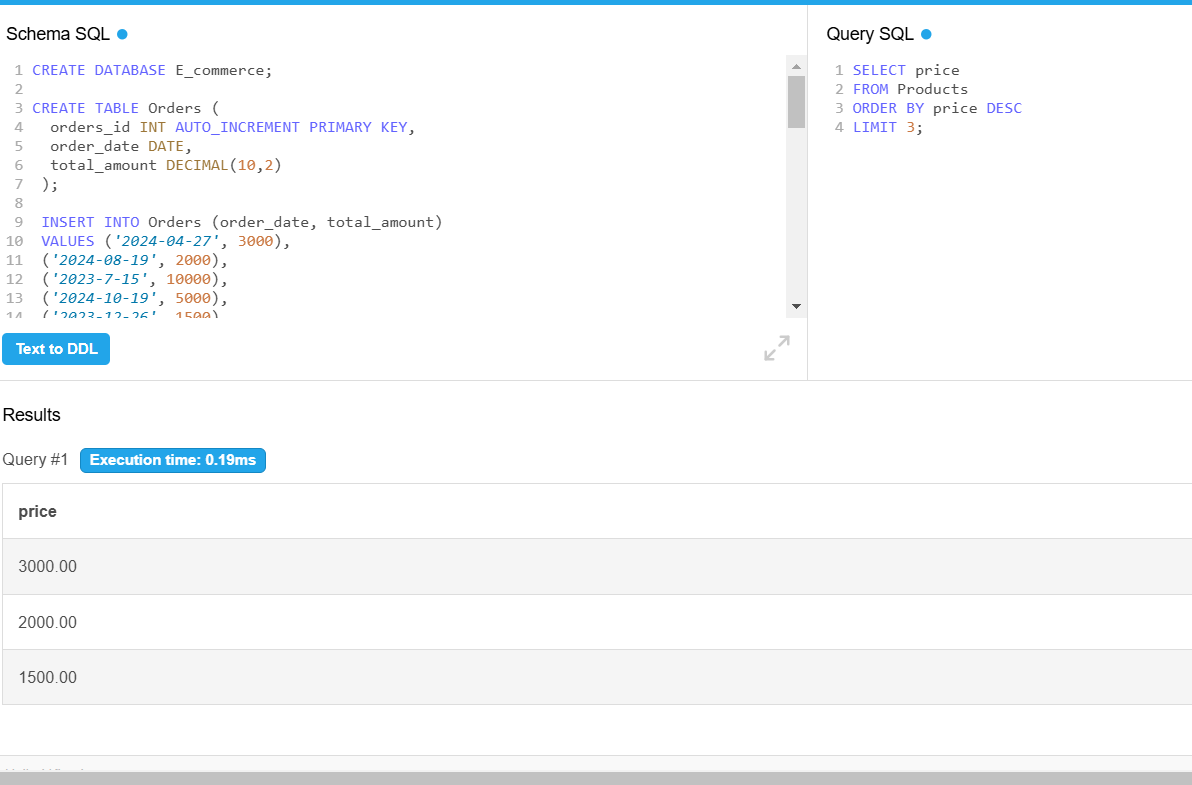 Schema SQL
1 CREATE DATABASE E_commerce;
2
3 CREATE TABLE Orders (
4 orders_id INT AUTO_INCREMENT PRIMARY KEY,
5 order_date DATE,
6 total_amount DECIMAL(10,2)
7 );
8
9 INSERT INTO Orders (order_date, total_amount)
10 VALUES ('2024-04-27', 3000),
11 ('2024-08-19', 2000),
12 ('2023-7-15', 10000),
13 ('2024-10-19', 5000),
14 ('2023-12-26', 1500)
Text to DDL
Query SQL
1 SELECT price
2 FROM Products
3 ORDER BY price DESC
4 LIMIT 3;
Results
Query #1 Execution time: 0.19ms
price
3000.00
2000.00
1500.00